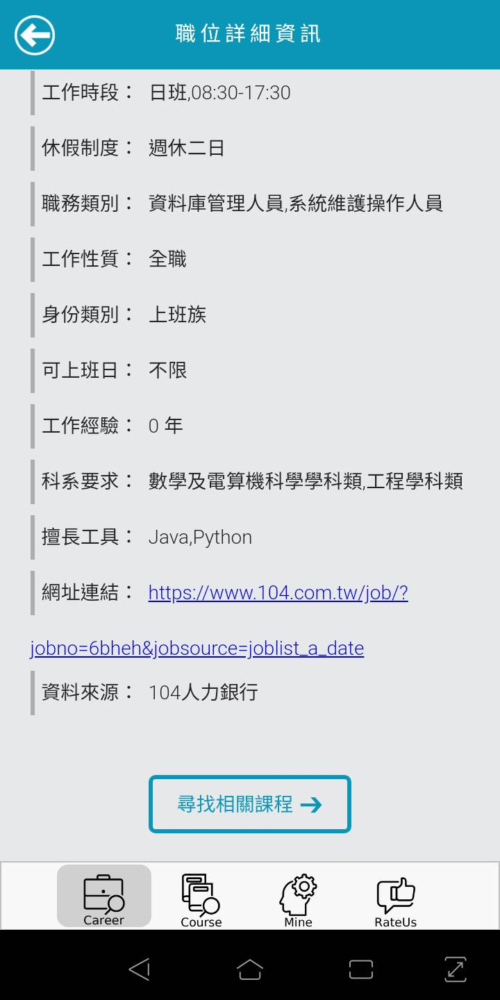 職位詳細資訊
工作時段： 日班,08:30-17:30
休假制度： 週休二日
職務類別： 資料庫管理人員,系統維護操作人員
工作性質： 全職
身份類別： 上班族
可上班日： 不限
工作經驗： 0 年
科系要求： 數學及電算機科學學科類,工程學科類
擅長工具： Java,Python
網址連結： https://www.104.com.tw/job/?
jobno=6bheh&jobsource=joblist_a_date
資料來源： 104人力銀行
尋找相關課程
Career Course Mine RateUs